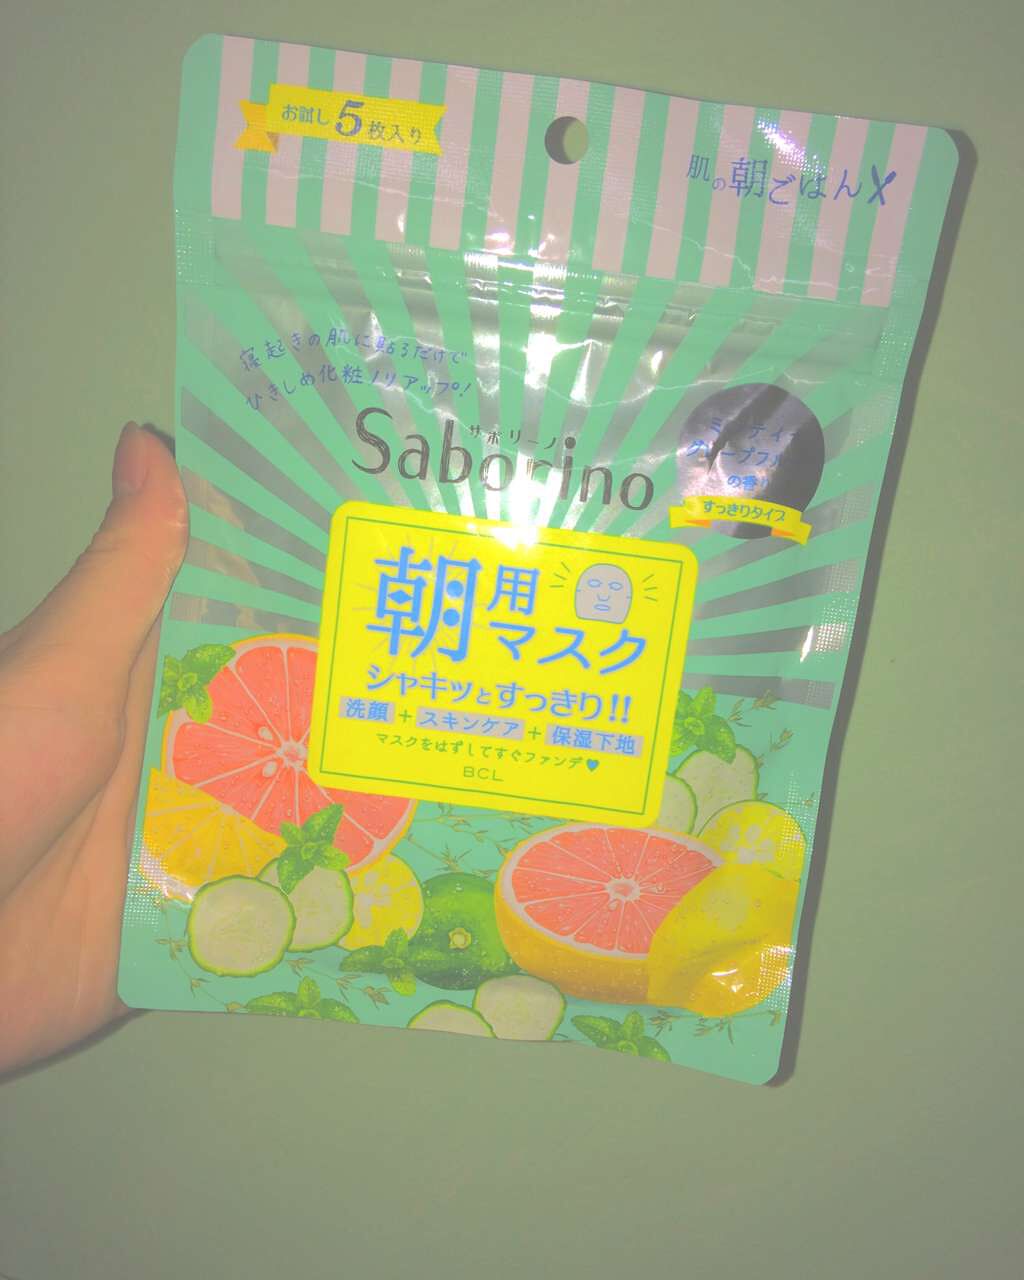 お試し5枚入り
肌の朝ごはん
寝起きの肌に貼るだけで
ひきしめ化粧ノリアップ!
サボリーノ
Saborino
の香り
すっきりタイプ
朝用マスク
シャキッとすっきり!!
洗顔+スキンケア+保湿下地
マスクをはずしてすぐファンデ♥
BCL